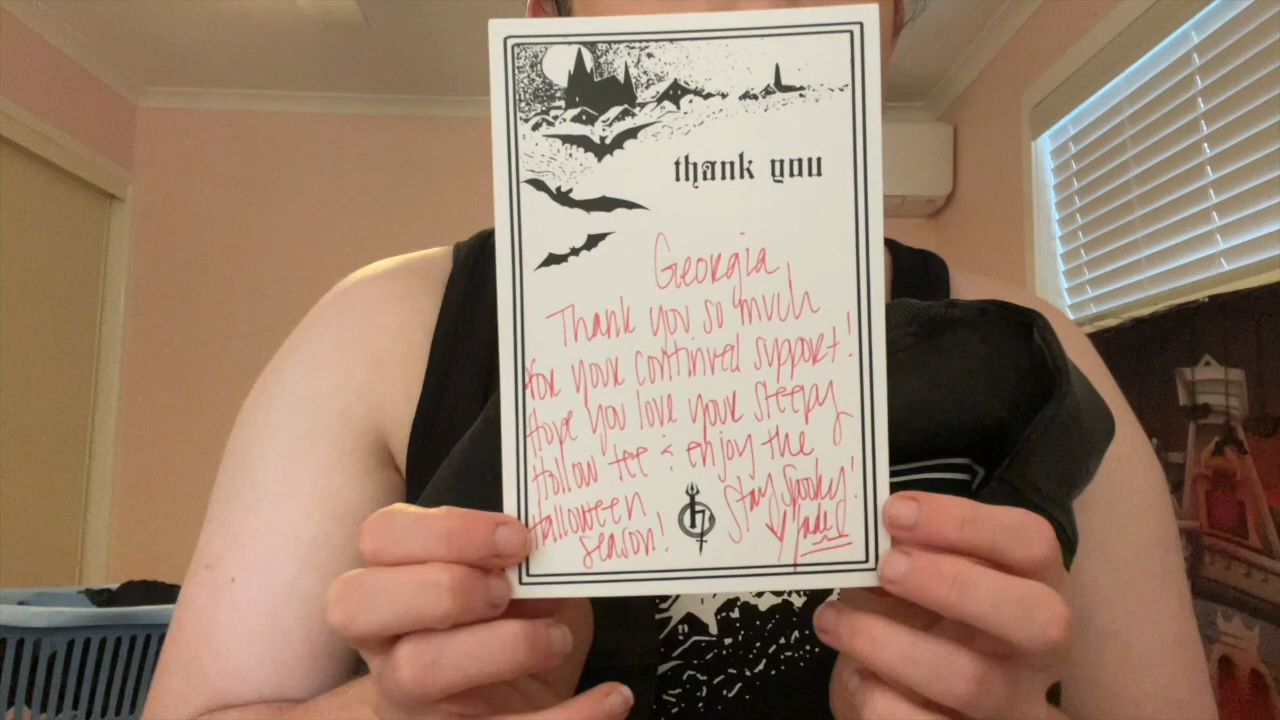 thank you
Georgia,
Thank you so much
for your continued support!
Hope you love your Sleepy
Hollow tee & enjoy the
Halloween
season!
Stay Spooky!
Jade